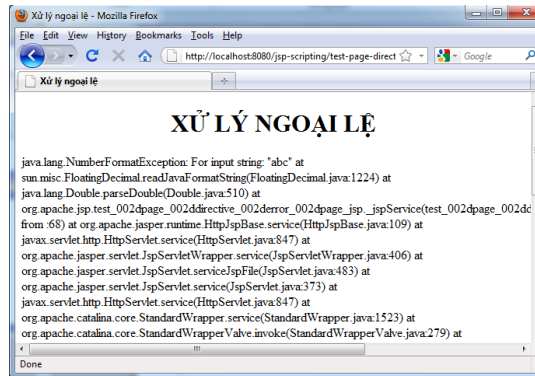 Xử lý ngoại lệ - Mozilla Firefox
File Edit View History Bookmarks Tools Help
http://localhost:8080/jsp-scripting/test-page-direct
Google
Xử lý ngoại lệ
XỬ LÝ NGOẠI LỆ
java.lang.NumberFormatException: For input string: "abc" at
sun.misc.FloatingDecimal.readJavaFormatString(FloatingDecimal.java:1224) at
java.lang.Double.parseDouble(Double.java:510) at
org.apache.jsp.test_002dpage_002ddirective_002derror_002dpage_jsp._jspService(test_002dpage_002dd
from :68) at org.apache.jasper.runtime.HttpJspBase.service(HttpJspBase.java:109) at
javax.servlet.http.HttpServlet.service(HttpServlet.java:847) at
org.apache.jasper.servlet.JspServletWrapper.service(JspServletWrapper.java:406) at
org.apache.jasper.servlet.JspServlet.serviceJspFile(JspServlet.java:483) at
org.apache.jasper.servlet.JspServlet.service(JspServlet.java:373) at
javax.servlet.http.HttpServlet.service(HttpServlet.java:847) at
org.apache.catalina.core.StandardWrapper.service(StandardWrapper.java:1523) at
org.apache.catalina.core.StandardWrapperValve.invoke(StandardWrapperValve.java:279) at
Done